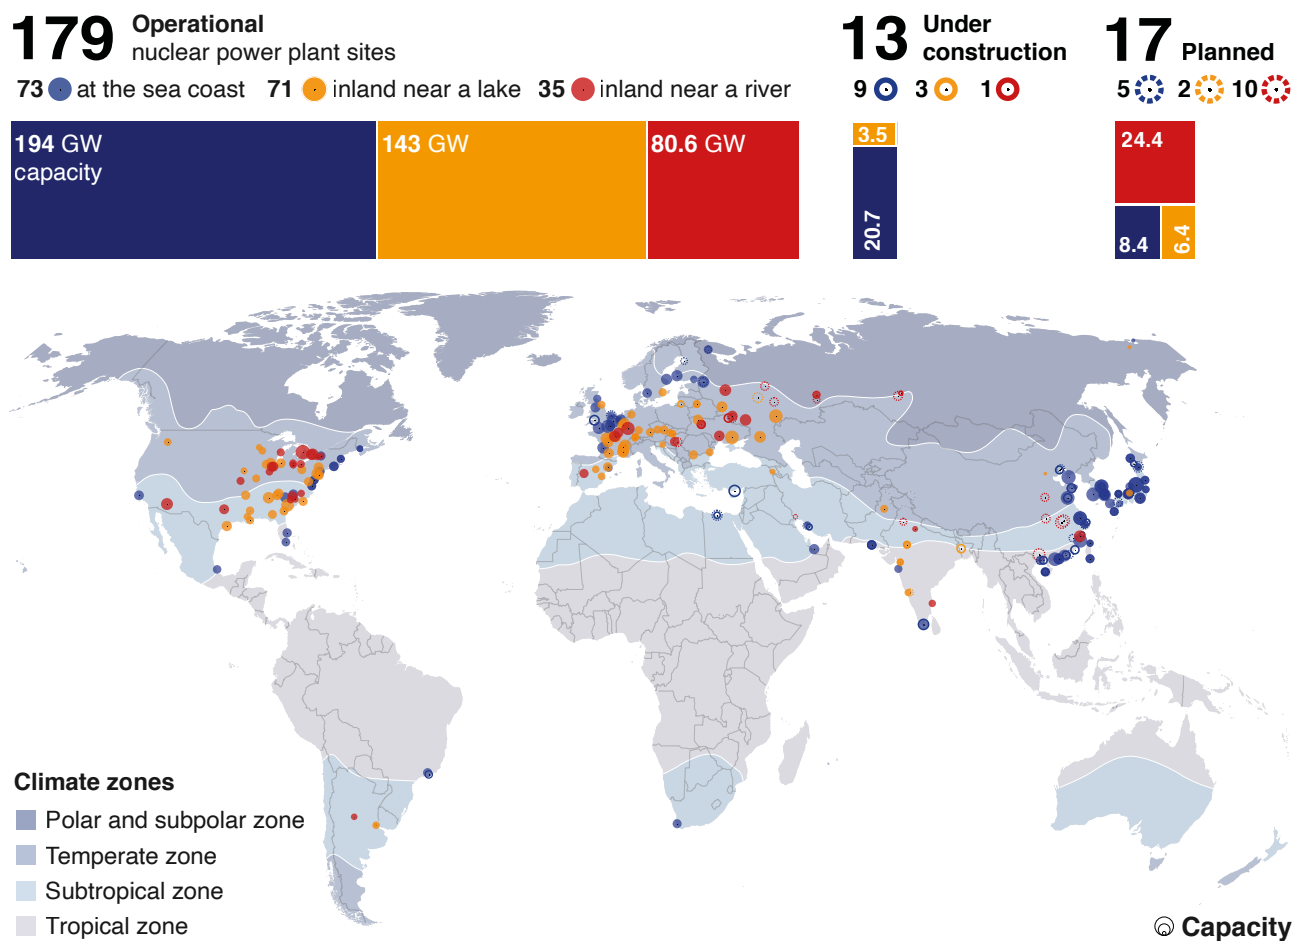 179 Operational
nuclear power plant sites
73 at the sea coast 71 inland near a lake 35 inland near a river
194 GW
capacity
143 GW
80.6 GW
13 Under
construction
9 3 1
3.5
20.7
17 Planned
5 2 10
24.4
8.4
6.4
Climate zones
Polar and subpolar zone
Temperate zone
Subtropical zone
Tropical zone
Capacity